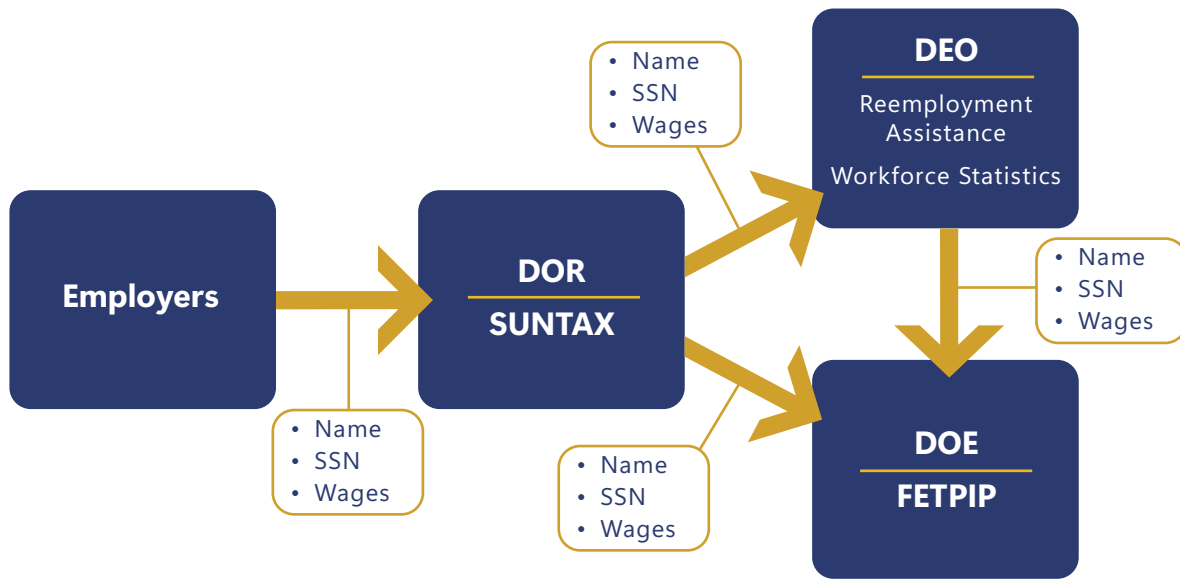 Employers
• Name
• SSN
• Wages
DOR
SUNTAX
• Name
• SSN
• Wages
DEO
Reemployment
Assistance
Workforce Statistics
• Name
• SSN
• Wages
• Name
• SSN
• Wages
DOE
FETPIP